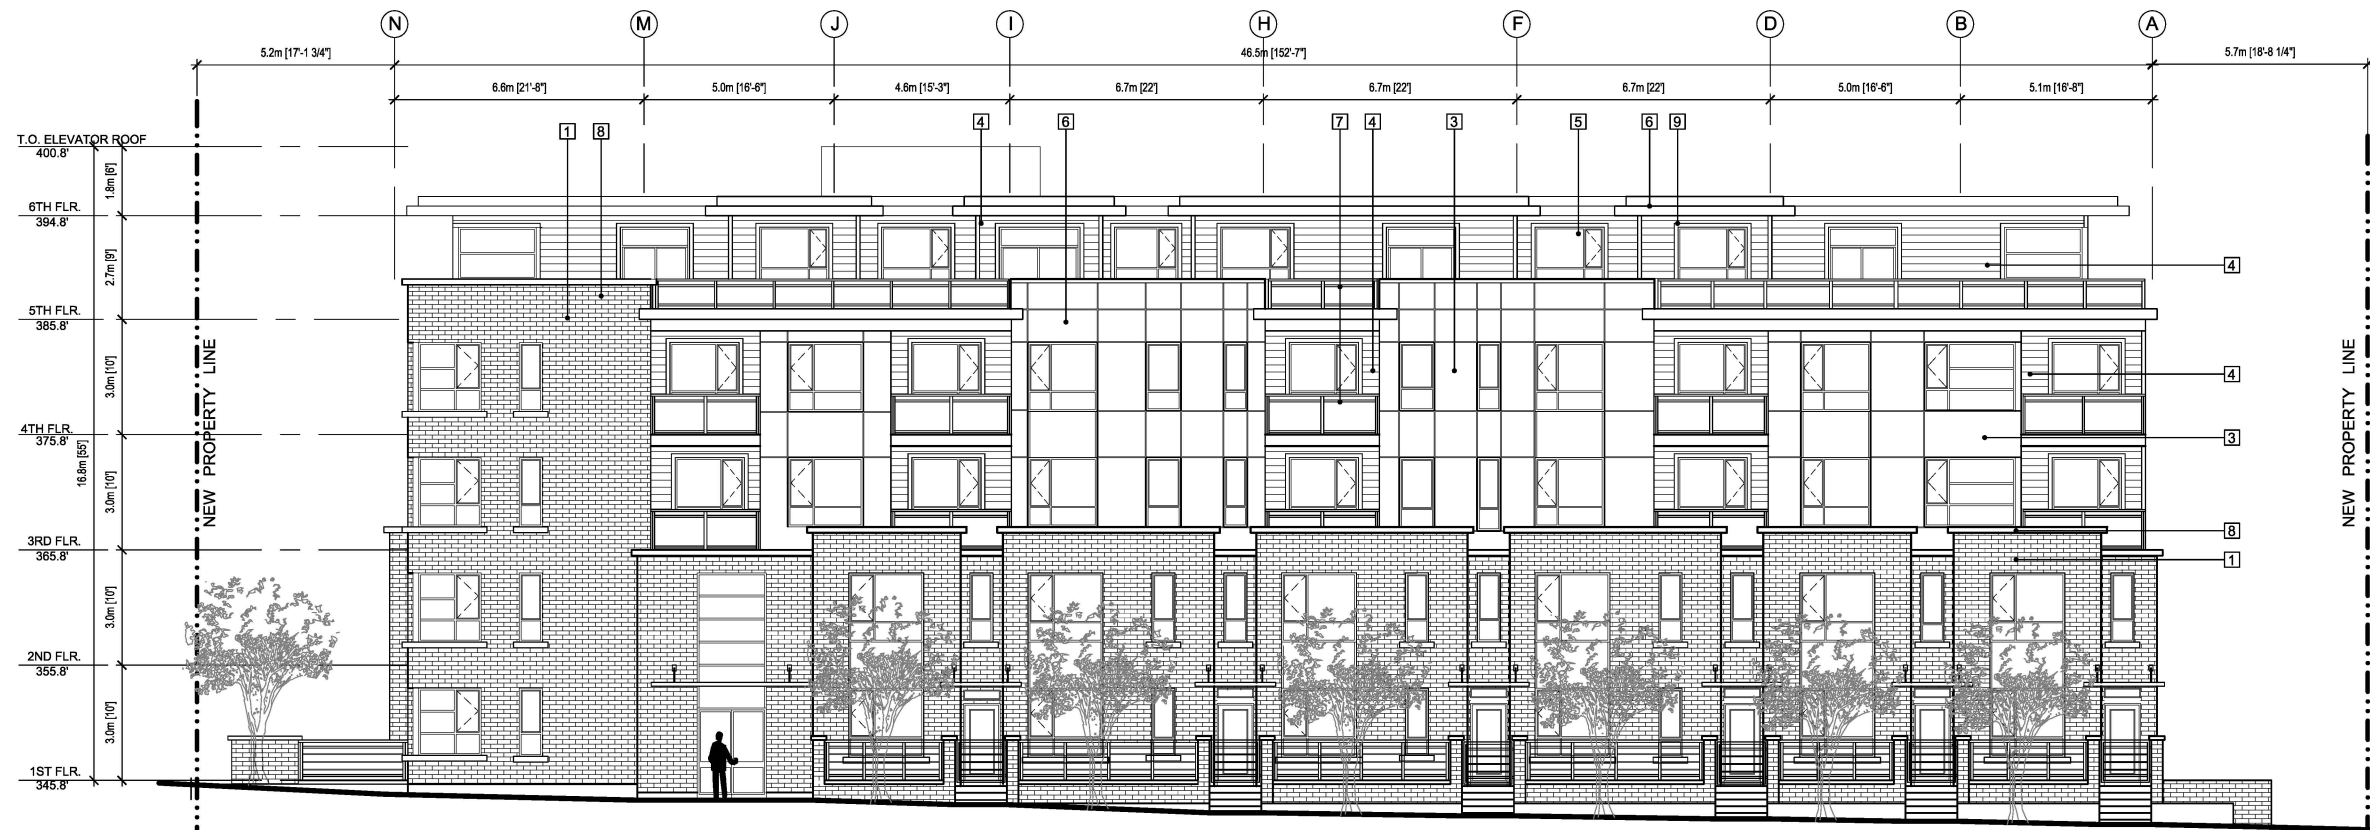 N M J I H F D B A
5.2m [17'-1 3/4"] 46.5m [152'-7"] 5.7m [18'-8 1/4"]
6.6m [21'-8"] 5.0m [16'-6"] 4.6m [15'-3"] 6.7m [22'] 6.7m [22'] 6.7m [22'] 5.0m [16'-6"] 5.1m [16'-8"]
1 8 4 6 7 4 3 5 6 9
T.O. ELEVATOR ROOF
400.8'
1.8m [6']
6TH FLR.
394.8'
2.7m [9']
4
5TH FLR.
385.8'
3.0m [10']
4
4TH FLR.
375.8'
3
16.8m [55']
3.0m [10']
NEW PROPERTY LINE
NEW PROPERTY LINE
8
3RD FLR.
365.8'
1
3.0m [10']
2ND FLR.
355.8'
3.0m [10']
1ST FLR.
345.8'